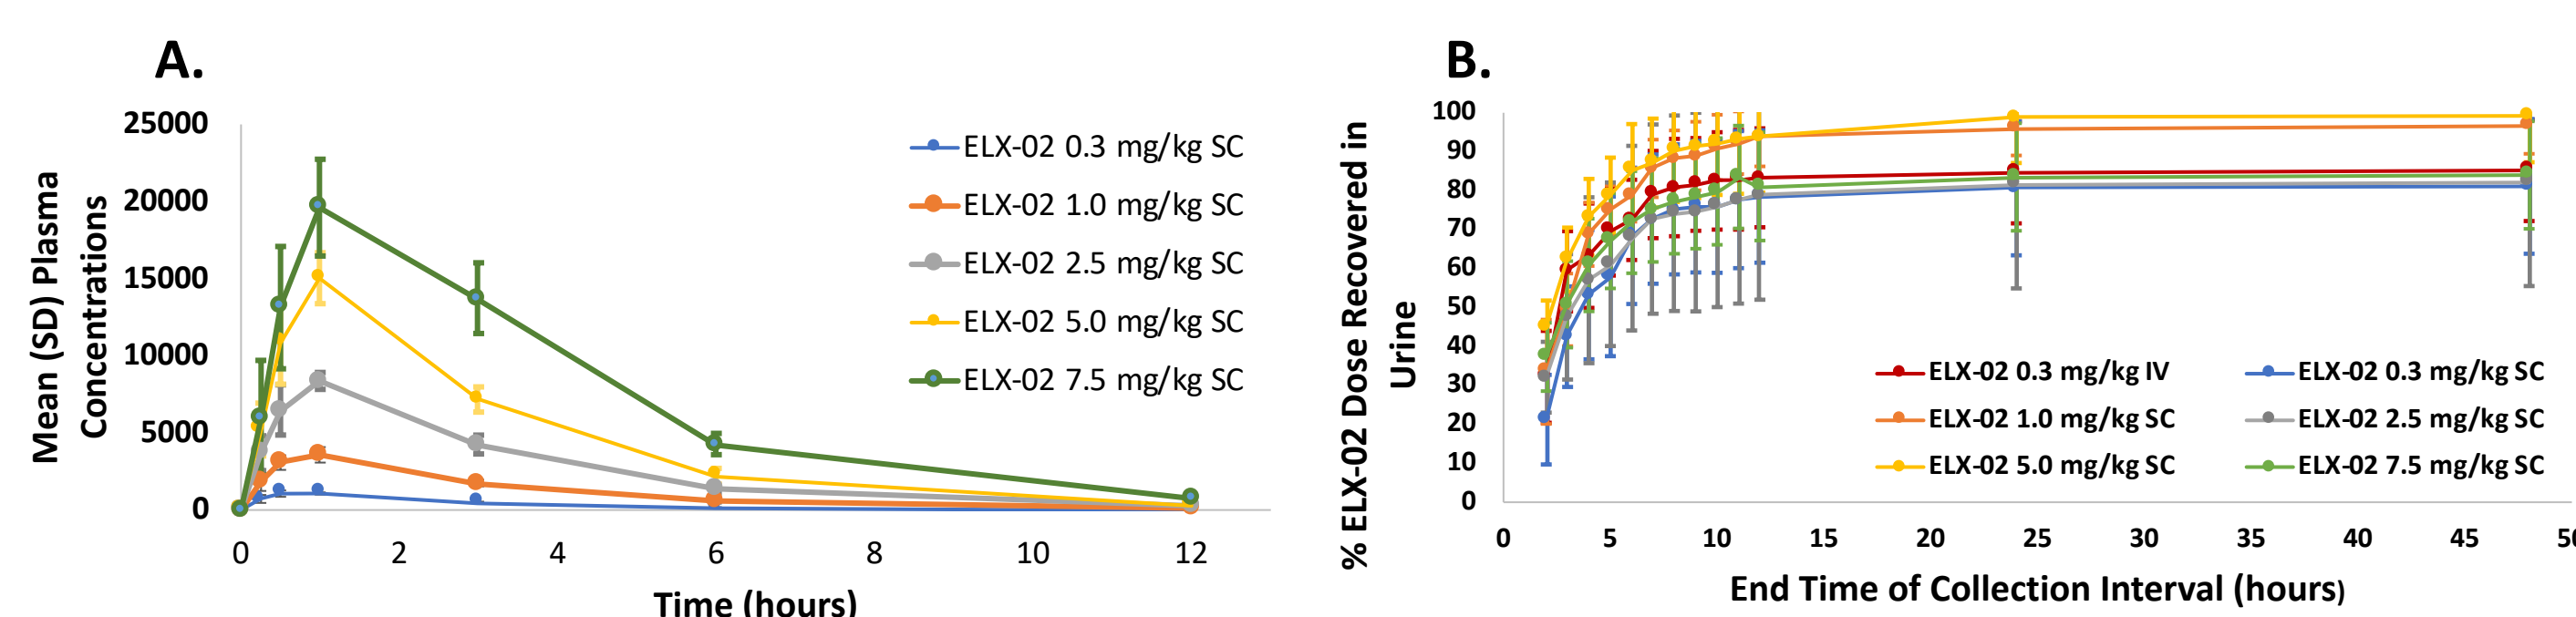 A.
Mean (SD) Plasma
Concentrations
25000
20000
15000
10000
5000
0
0 2 4 6 8 10 12
Time (hours)
ELX-02 0.3 mg/kg SC
ELX-02 1.0 mg/kg SC
ELX-02 2.5 mg/kg SC
ELX-02 5.0 mg/kg SC
ELX-02 7.5 mg/kg SC
B.
% ELX-02 Dose Recovered in
Urine
100
90
80
70
60
50
40
30
20
10
0
0 5 10 15 20 25 30 35 40 45 50
End Time of Collection Interval (hours)
ELX-02 0.3 mg/kg IV ELX-02 0.3 mg/kg SC
ELX-02 1.0 mg/kg SC ELX-02 2.5 mg/kg SC
ELX-02 5.0 mg/kg SC ELX-02 7.5 mg/kg SC